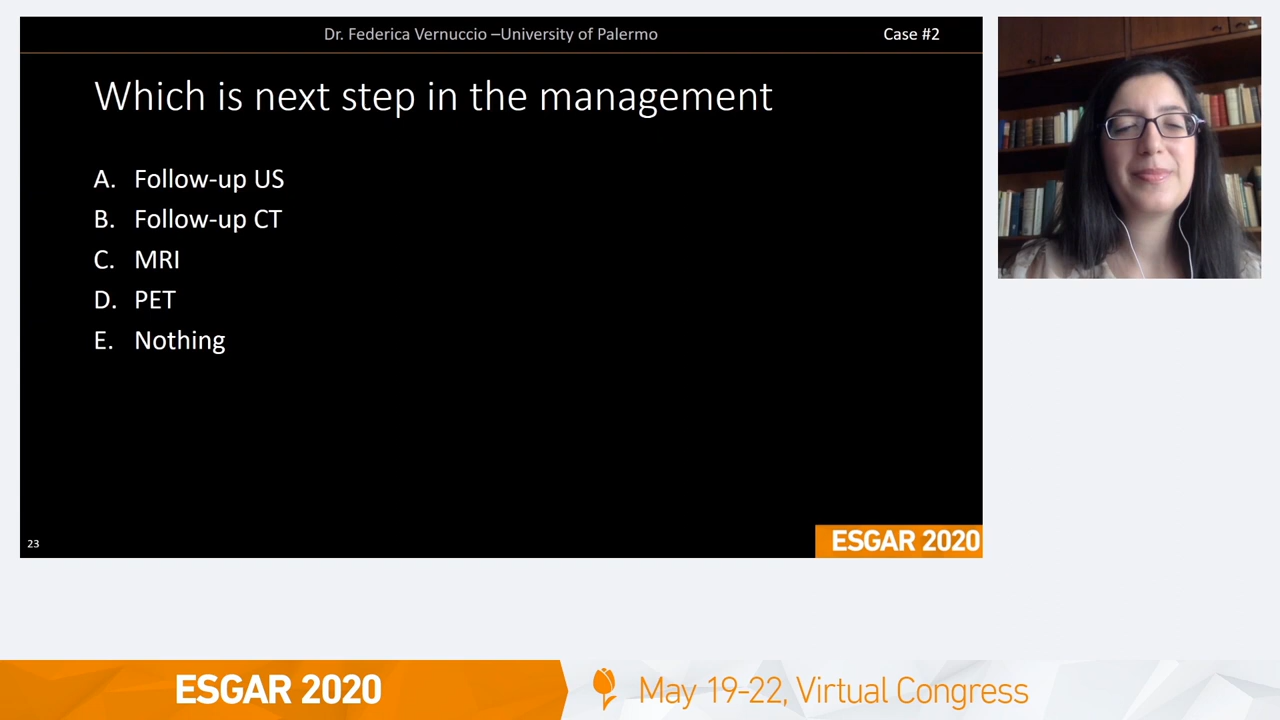 Dr. Federica Vernuccio –University of Palermo
Case #2
Which is next step in the management
A. Follow-up US
B. Follow-up CT
C. MRI
D. PET
E. Nothing
23
ESGAR 2020
ESGAR 2020
May 19-22, Virtual Congress